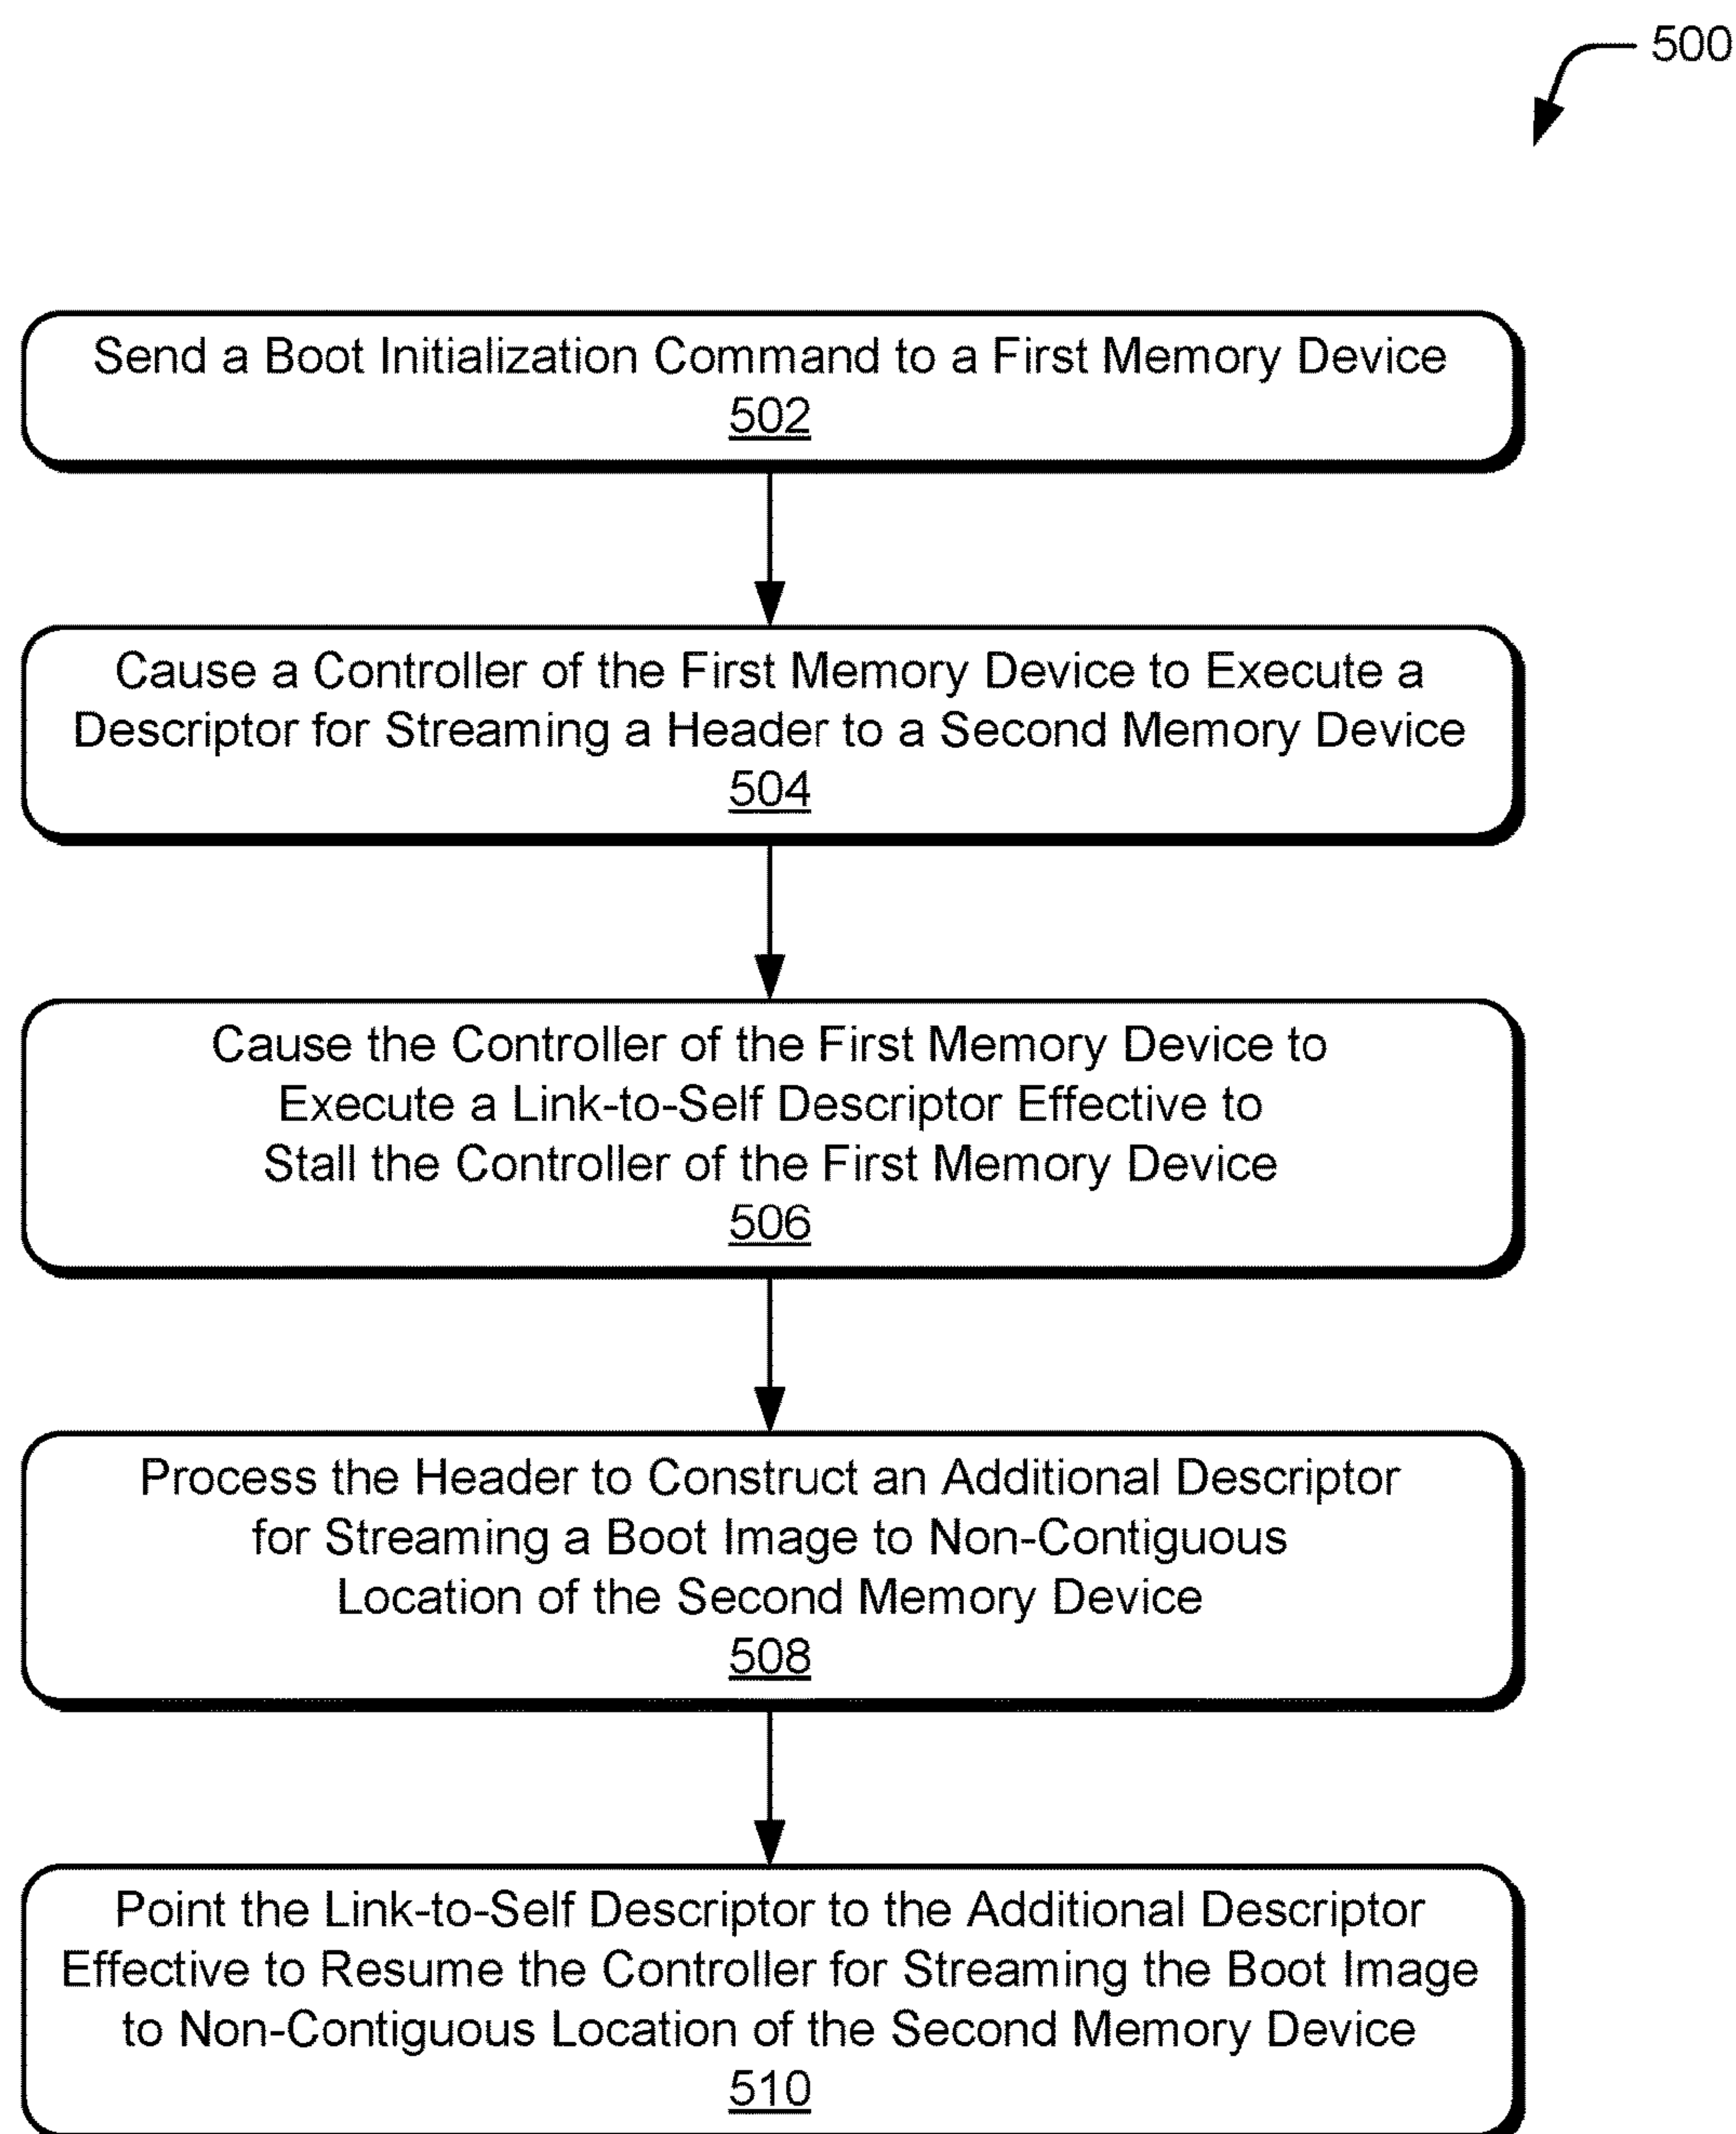 500
Send a Boot Initialization Command to a First Memory Device
502
Cause a Controller of the First Memory Device to Execute a
Descriptor for Streaming a Header to a Second Memory Device
504
Cause the Controller of the First Memory Device to
Execute a Link-to-Self Descriptor Effective to
Stall the Controller of the First Memory Device
506
Process the Header to Construct an Additional Descriptor
for Streaming a Boot Image to Non-Contiguous
Location of the Second Memory Device
508
Point the Link-to-Self Descriptor to the Additional Descriptor
Effective to Resume the Controller for Streaming the Boot Image
to Non-Contiguous Location of the Second Memory Device
510